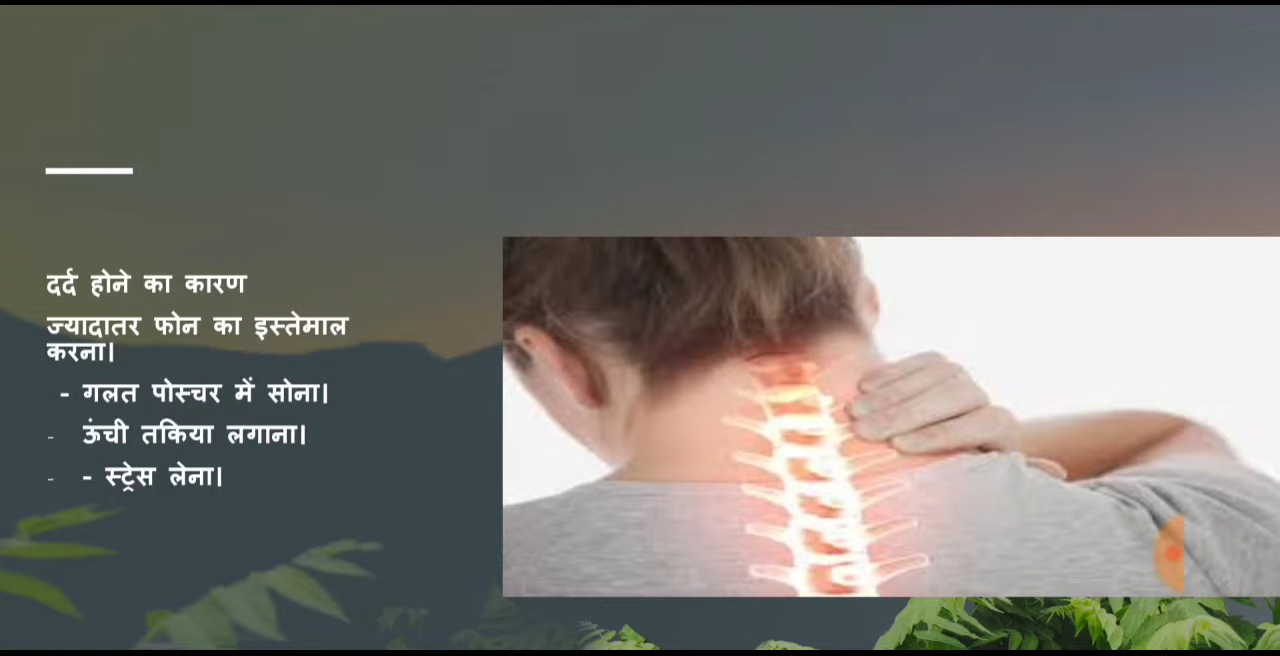 दर्द होने का कारण
ज्यादातर फोन का इस्तेमाल
करना।
- गलत पोस्चर में सोना।
- ऊंची तकिया लगाना।
- - स्ट्रेस लेना।